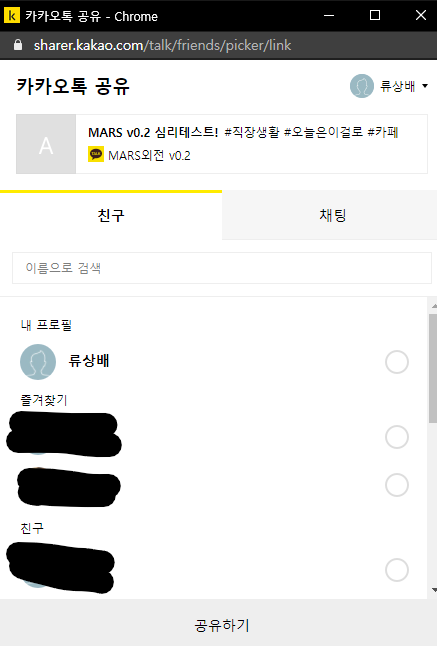 카카오톡 공유 - Chrome
sharer.kakao.com/talk/friends/picker/link
카카오톡 공유
류상배
A
MARS v0.2 심리테스트! #직장생활 #오늘은이걸로 #카페
TALK
MARS외전 v0.2
친구
채팅
이름으로 검색
내 프로필
류상배
즐겨찾기
친구
공유하기